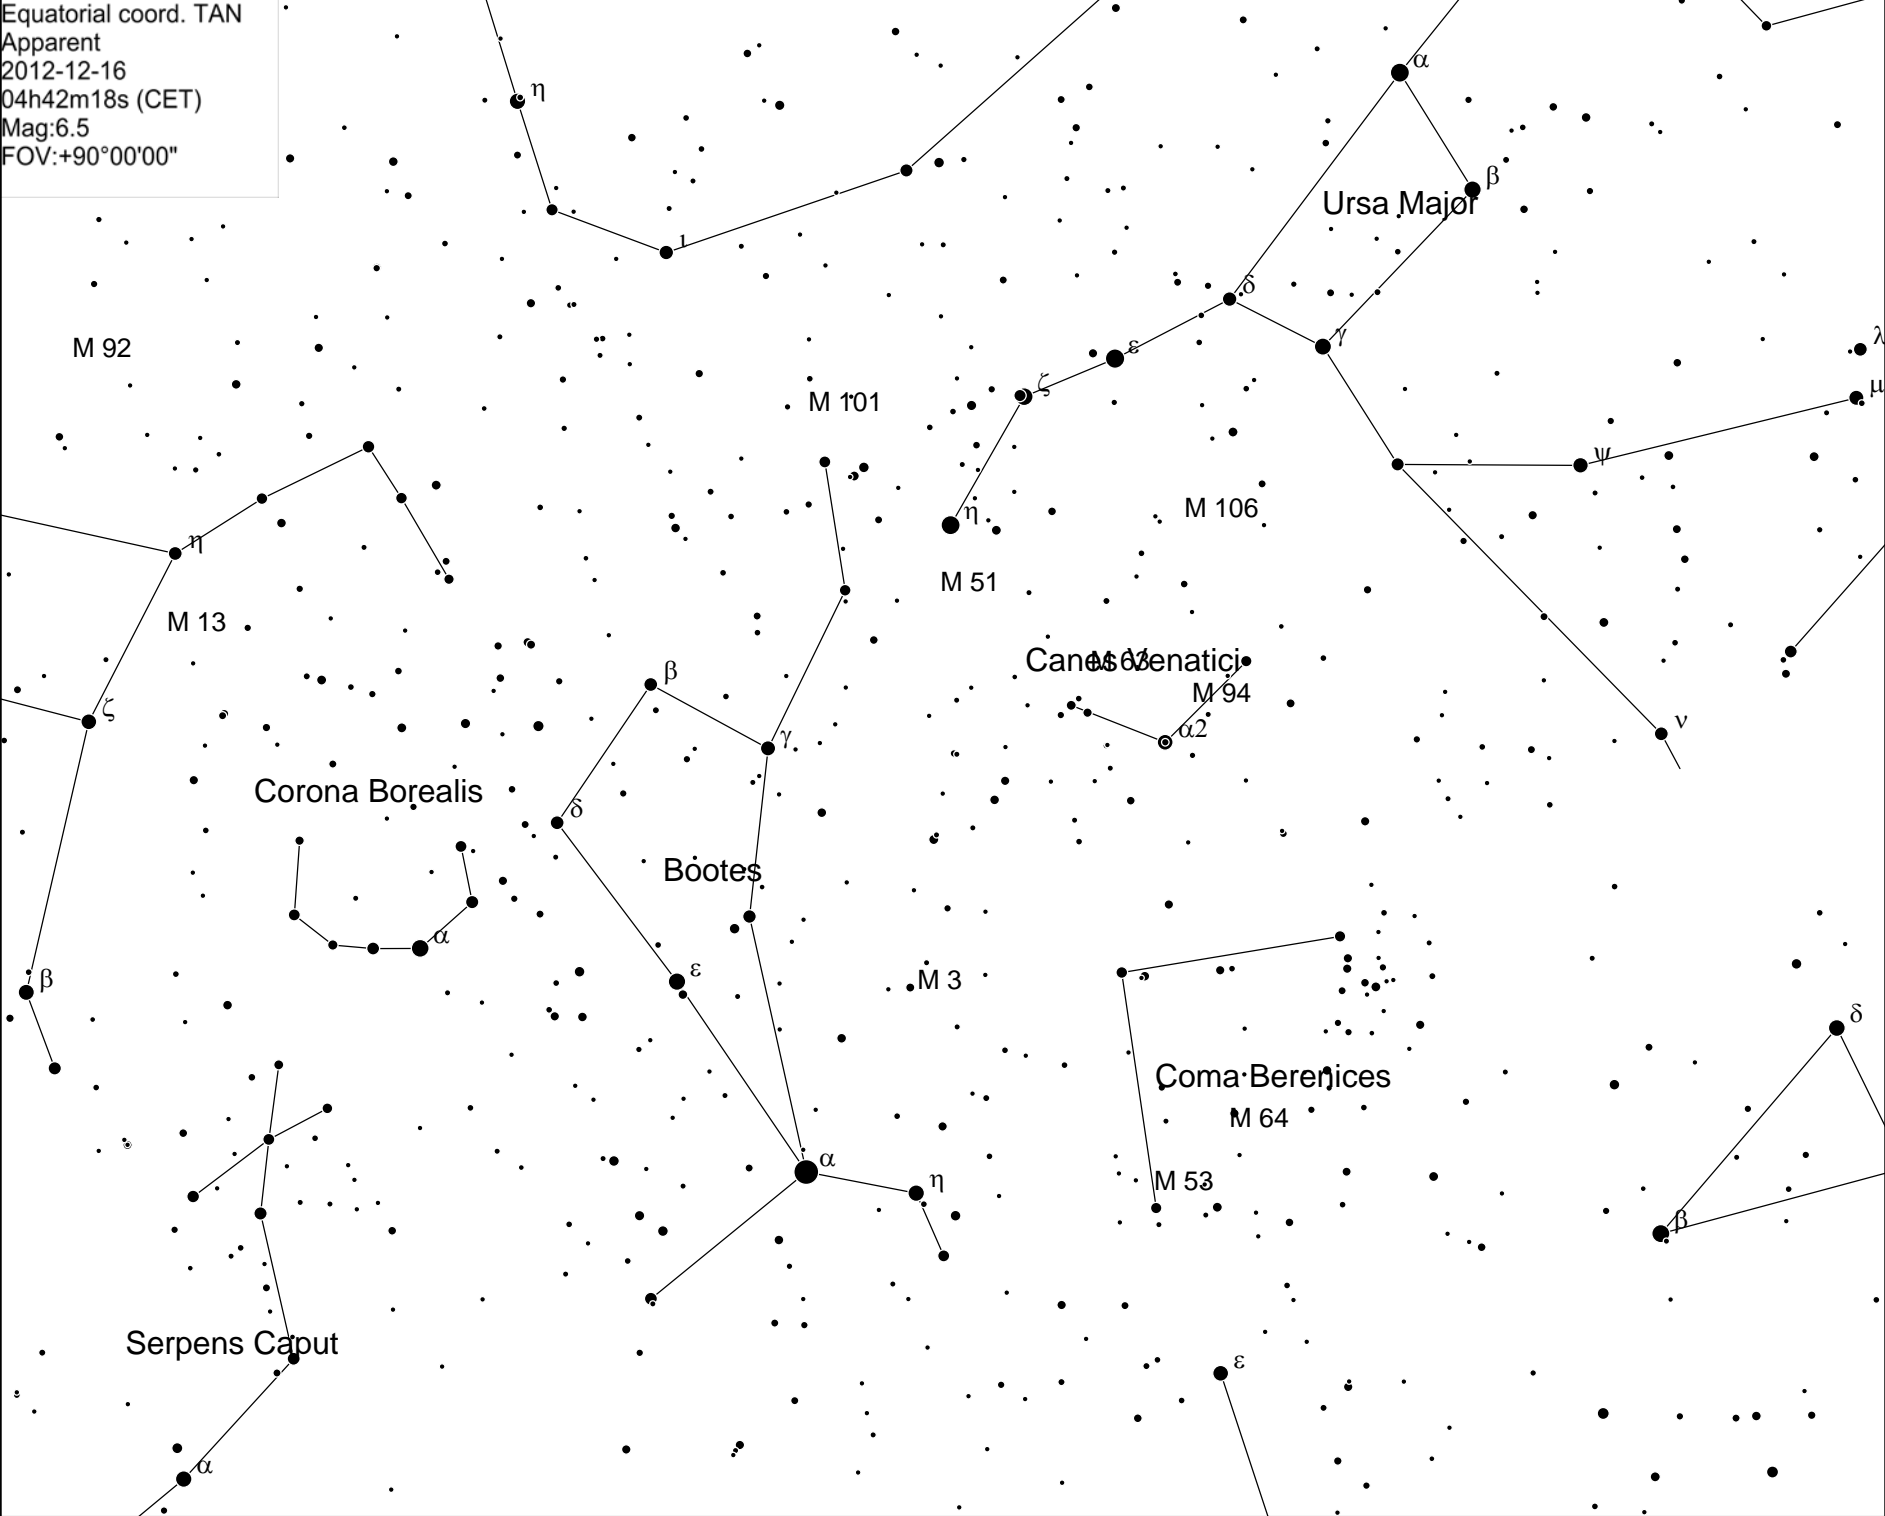 Equatorial coord. TAN
Apparent
2012-12-16
04h42m18s (CET)
Mag:6.5
FOV:+90°00'00"
α
η
β
Ursa Major
ι
δ
γ
λ
M 92
ε
ζ
μ
M 101
ψ
η
M 106
η
M 51
M 13
Canes Venatici
M 63
β
M 94
ζ
ν
α2
γ
Corona Borealis
δ
Bootes
α
ε
β
M 3
δ
Coma Berenices
M 64
α
M 53
η
β
Serpens Caput
ε
α